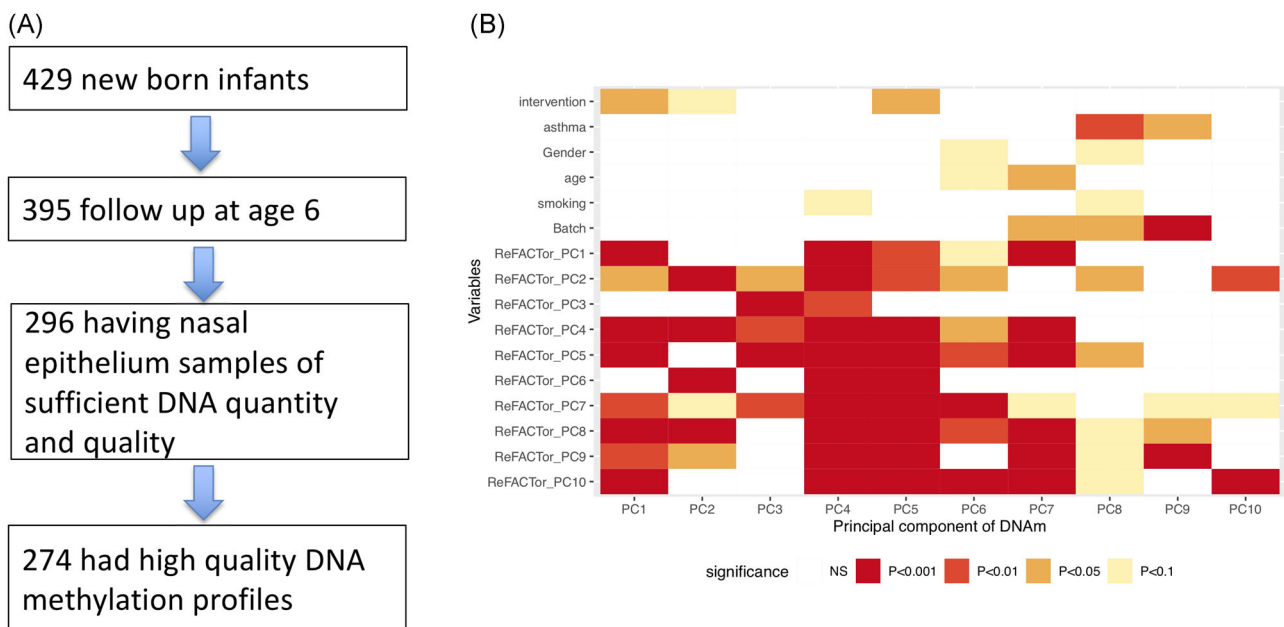 (A)
429 new born infants
395 follow up at age 6
296 having nasal
epithelium samples of
sufficient DNA quantity
and quality
274 had high quality DNA
methylation profiles
(B)
Variables
intervention
asthma
Gender
age
smoking
Batch
ReFACTor_PC1
ReFACTor_PC2
ReFACTor_PC3
ReFACTor_PC4
ReFACTor_PC5
ReFACTor_PC6
ReFACTor_PC7
ReFACTor_PC8
ReFACTor_PC9
ReFACTor_PC10
PC1 PC2 PC3 PC4 PC5 PC6 PC7 PC8 PC9 PC10
Principal component of DNAm
significance NS P<0.001 P<0.01 P<0.05 P<0.1